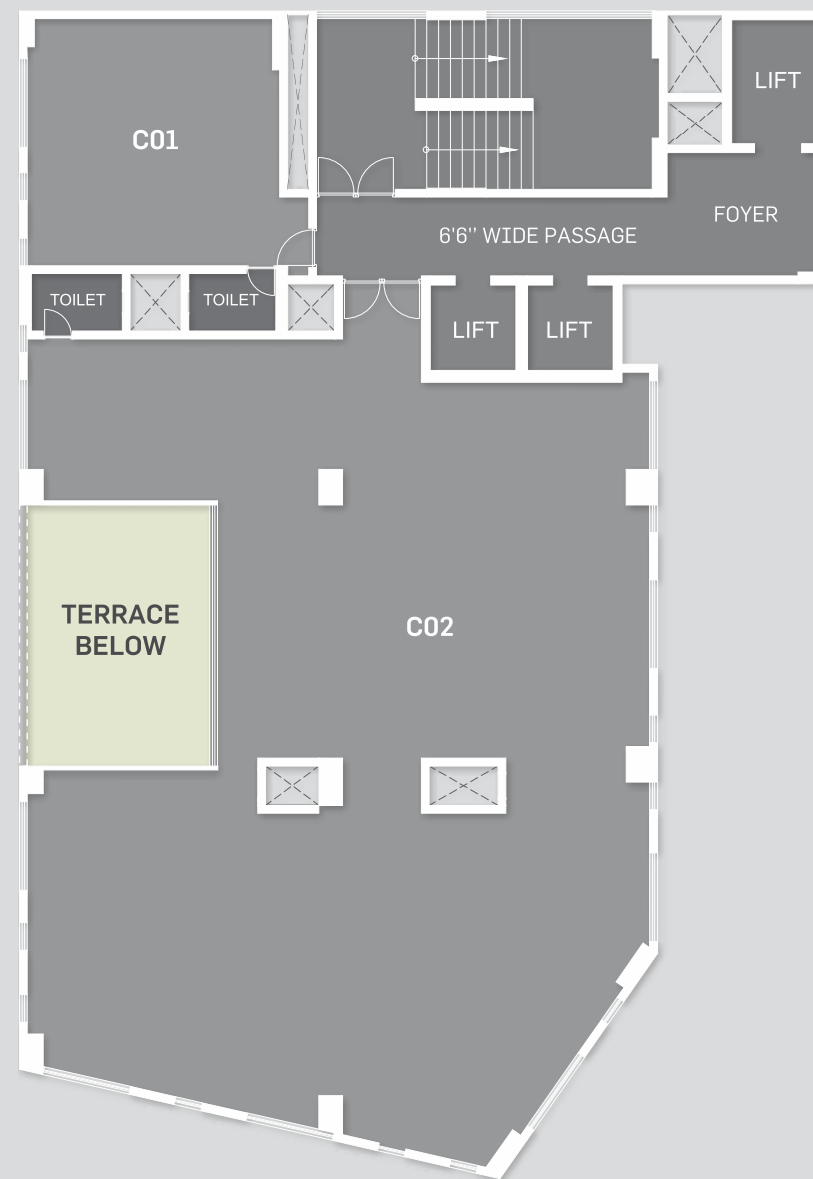 LIFT
C01
FOYER
6'6'' WIDE PASSAGE
TOILET
TOILET
LIFT
LIFT
TERRACE
BELOW
C02